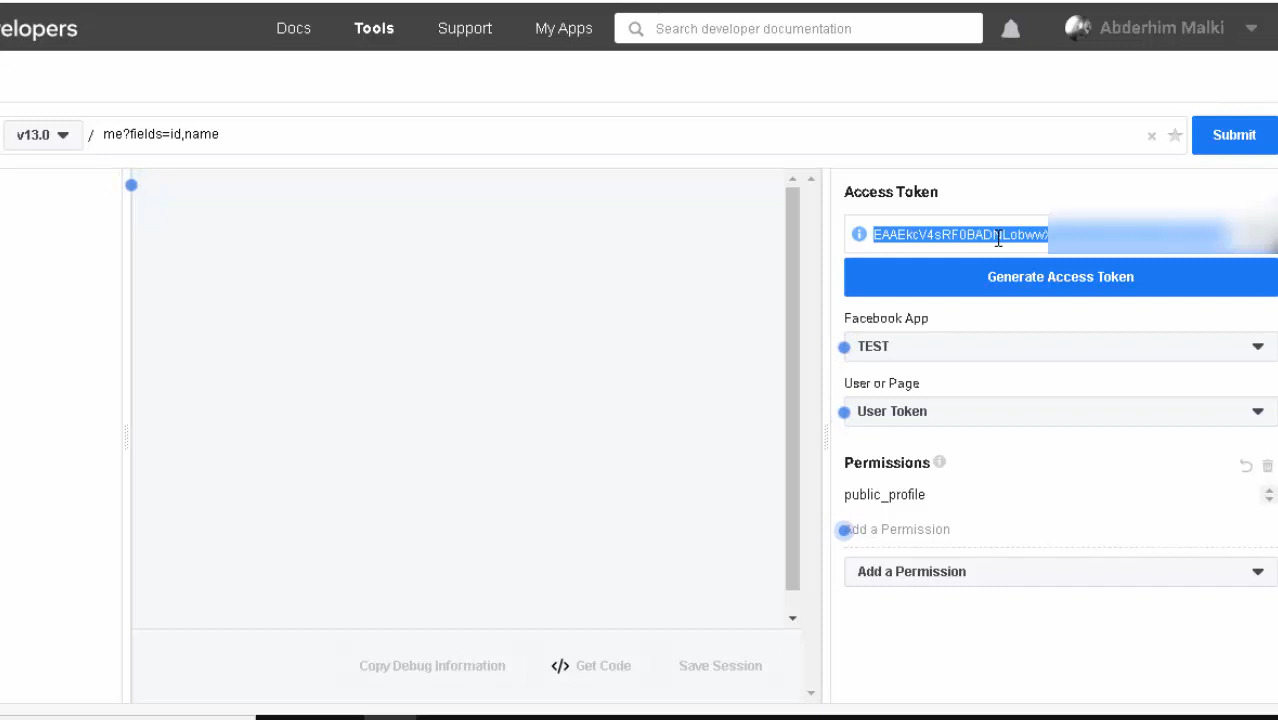 elopers
Docs
Tools
Support
My Apps
Search developer documentation
Abderhim Malki
v13.0
/
me?fields=id,name
Submit
Access Token
Generate Access Token
Facebook App
TEST
User or Page
User Token
Permissions
public_profile
Add a Permission
Add a Permission
Copy Debug Information
</> Get Code
Save Session